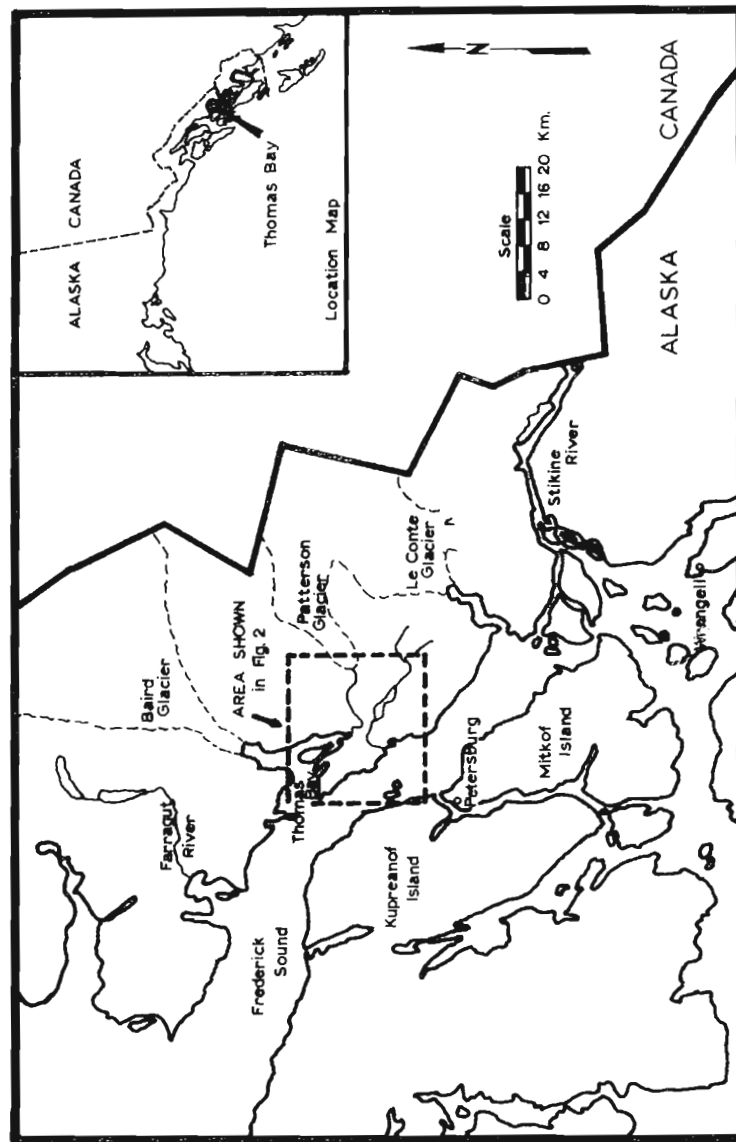 ALASKA
CANADA
Thomas Bay
Location Map
N
CANADA
Scale
0 4 8 12 16 20 Km.
ALASKA
Baird
Glacier
AREA SHOWN
in Fig. 2
Patterson
Glacier
Le Conte
Glacier
Stikine
River
Farragut
River
Thomas
Bay
Frederick
Sound
Kupreanof
Island
Petersburg
Mitkof
Island
Wrangell